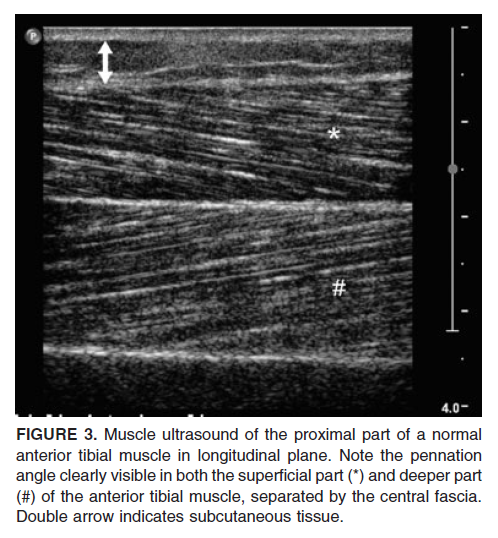 P
*
#
4.0-
FIGURE 3. Muscle ultrasound of the proximal part of a normal
anterior tibial muscle in longitudinal plane. Note the pennation
angle clearly visible in both the superficial part (*) and deeper part
(#) of the anterior tibial muscle, separated by the central fascia.
Double arrow indicates subcutaneous tissue.